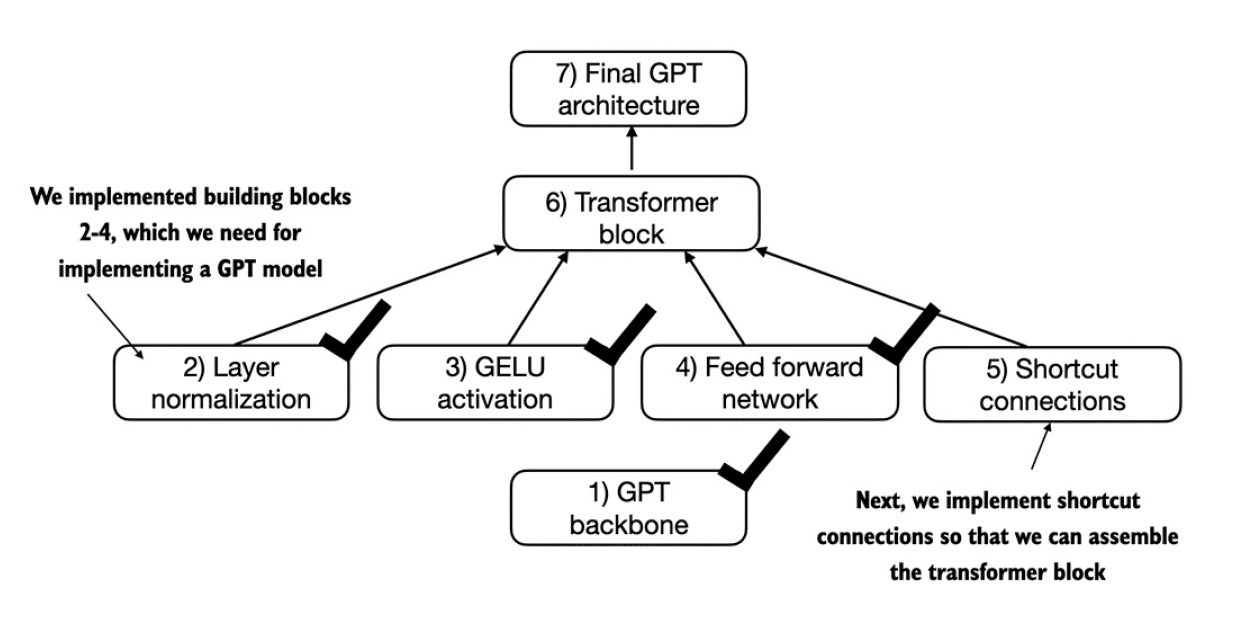 7) Final GPT
architecture
6) Transformer
block
We implemented building blocks
2-4, which we need for
implementing a GPT model
2) Layer
normalization
3) GELU
activation
4) Feed forward
network
5) Shortcut
connections
1) GPT
backbone
Next, we implement shortcut
connections so that we can assemble
the transformer block